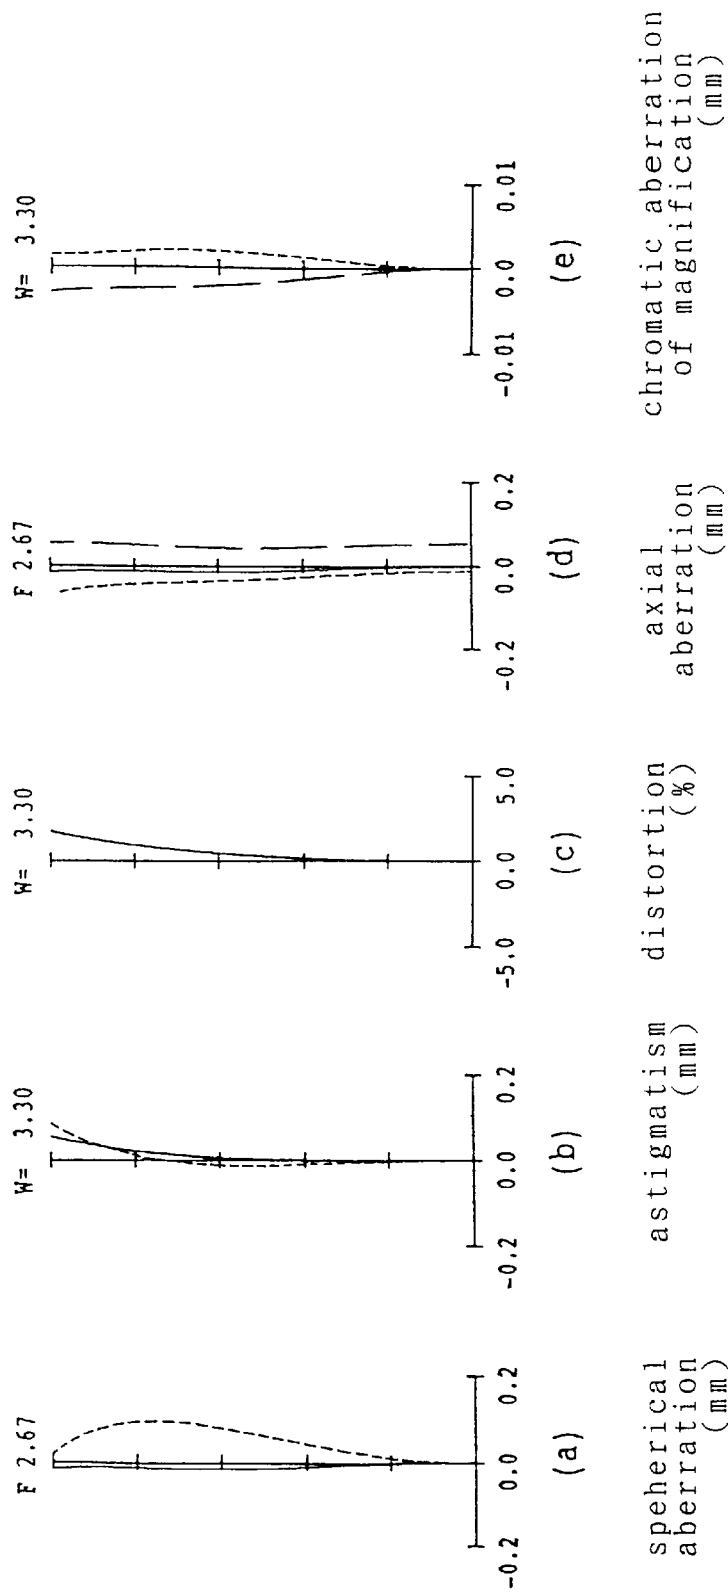 F 2.67
-0.2 0.0 0.2
(a)
speherical
aberration
(mm)
W= 3.30
-0.2 0.0 0.2
(b)
astigmatism
(mm)
W= 3.30
-5.0 0.0 5.0
(c)
distortion
(%)
F 2.67
-0.2 0.0 0.2
(d)
axial
aberration
(mm)
W= 3.30
-0.01 0.0 0.01
(e)
chromatic aberration
of magnification
(mm)